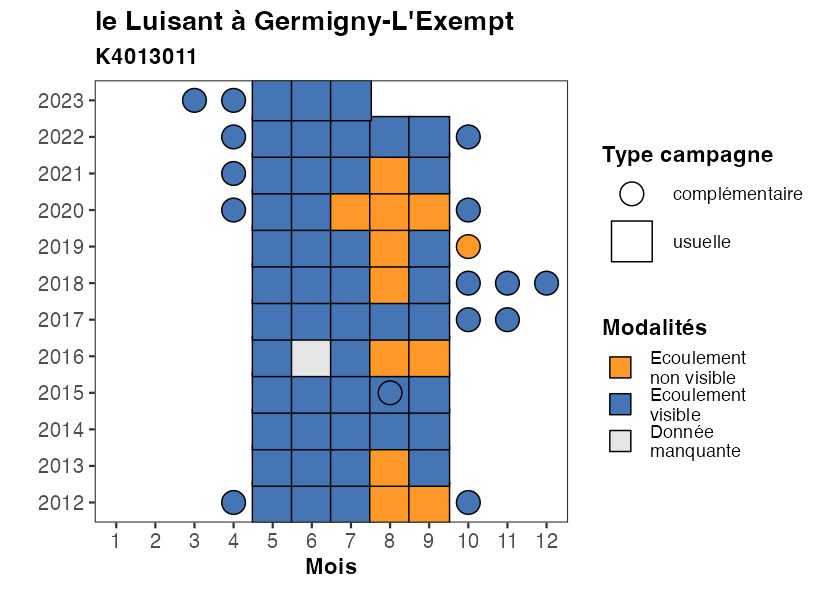 le Luisant à Germigny-L'Exempt
K4013011
2023
2022
2021
2020
2019
2018
2017
2016
2015
2014
2013
2012
1 2 3 4 5 6 7 8 9 10 11 12
Mois
Type campagne
complémentaire
usuelle
Modalités
Ecoulement
non visible
Ecoulement
visible
Donnée
manquante